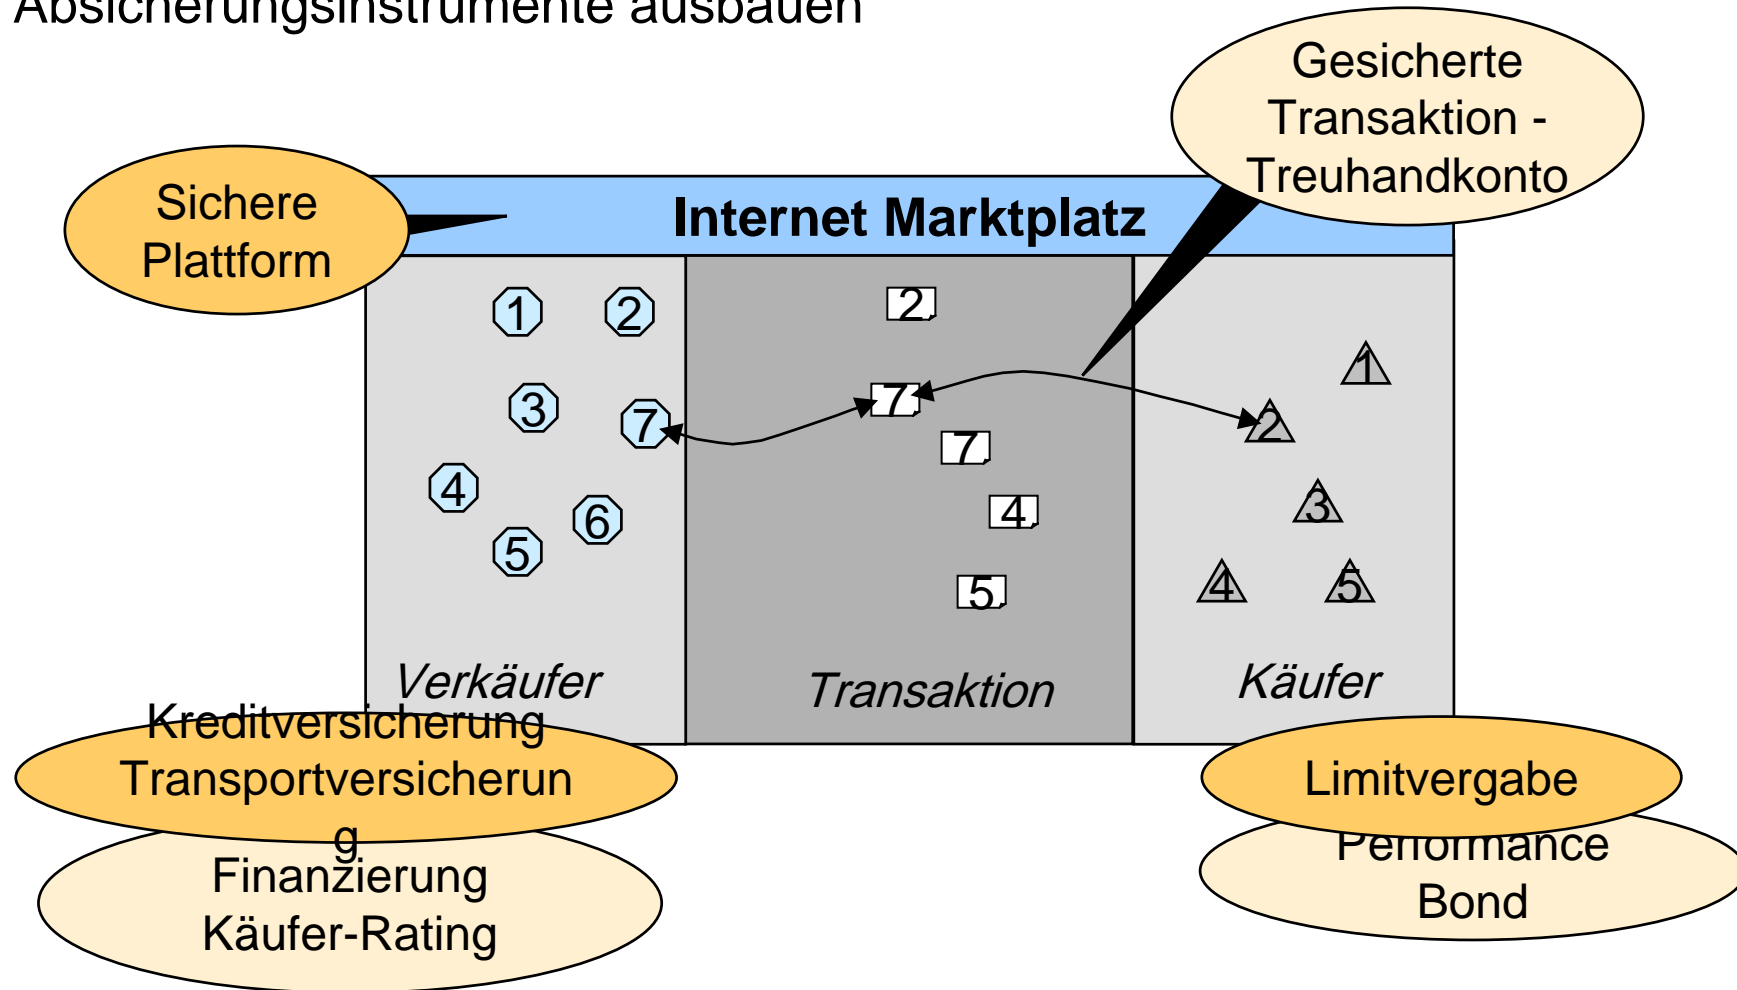 Absicherungsinstrumente ausbauen
Gesicherte
Transaktion -
Treuhandkonto
Sichere
Plattform
Internet Marktplatz
1 2
3
7
4
6
5
2
7
7
4
5
1
2
3
4 5
Verkäufer
Transaktion
Käufer
Kreditversicherung
Transportversicherun
g
Finanzierung
Käufer-Rating
Limitvergabe
Performance
Bond